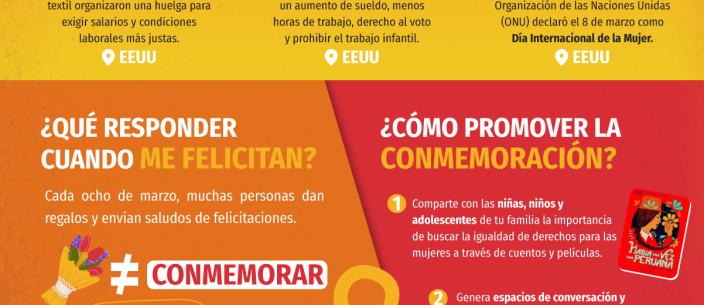 textil organizaron una huelga para
exigir salarios y condiciones
laborales más justas.
EEUU
un aumento de sueldo, menos
horas de trabajo, derecho al voto
y prohibir el trabajo infantil.
EEUU
Organización de las Naciones Unidas
(ONU) declaró el 8 de marzo como
Día Internacional de la Mujer.
EEUU
¿QUÉ RESPONDER
CUANDO ME FELICITAN?
Cada ocho de marzo, muchas personas dan
regalos y envían saludos de felicitaciones.
≠ CONMEMORAR
¿CÓMO PROMOVER LA
CONMEMORACIÓN?
1 Comparte con las niñas, niños y
adolescentes de tu familia la importancia
de buscar la igualdad de derechos para las
mujeres a través de cuentos y películas.
HABÍA UNA VEZ
UNA PERUANA
2 Genera espacios de conversación y